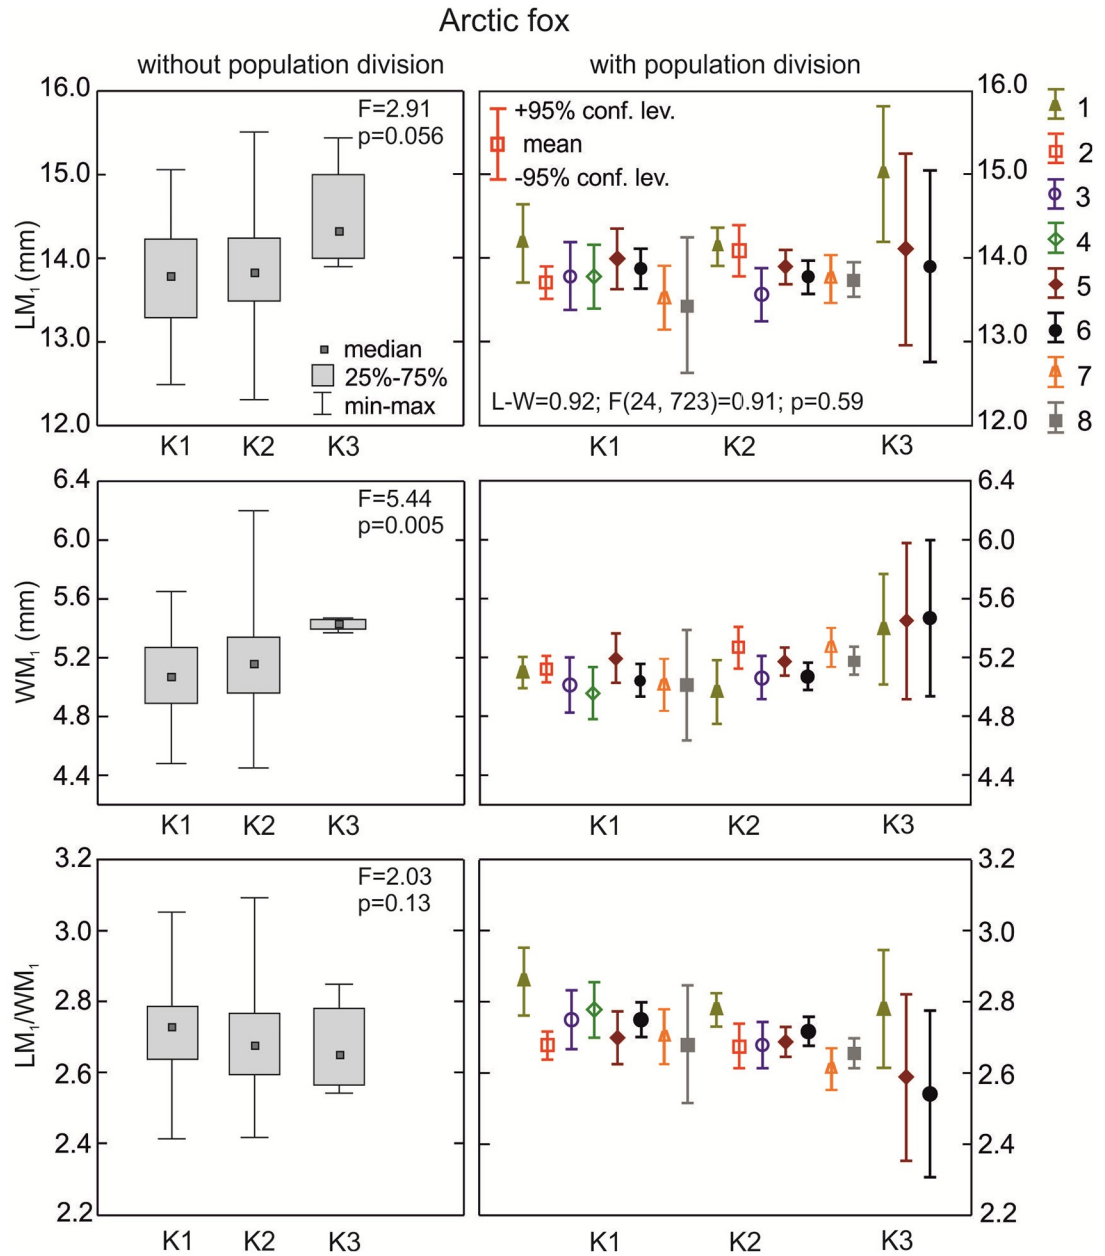 Arctic fox
without population division
with population division
LM₁ (mm)
16.0
15.0
14.0
13.0
12.0
F=2.91
p=0.056
median
25%-75%
min-max
K1 K2 K3
+95% conf. lev.
mean
-95% conf. lev.
L-W=0.92; F(24, 723)=0.91; p=0.59
K1 K2 K3
16.0
15.0
14.0
13.0
12.0
1
2
3
4
5
6
7
8
WM₁ (mm)
6.4
6.0
5.6
5.2
4.8
4.4
F=5.44
p=0.005
K1 K2 K3
K1 K2 K3
6.4
6.0
5.6
5.2
4.8
4.4
LM₁/WM₁
3.2
3.0
2.8
2.6
2.4
2.2
F=2.03
p=0.13
K1 K2 K3
K1 K2 K3
3.2
3.0
2.8
2.6
2.4
2.2